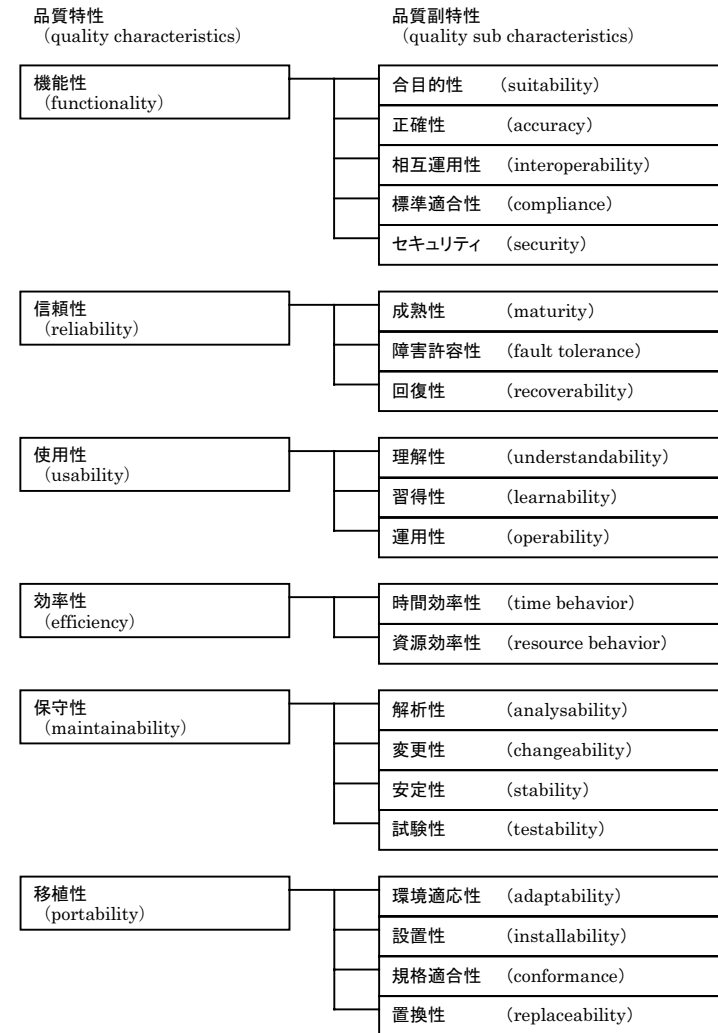 品質特性 品質副特性
（quality characteristics） （quality sub characteristics）
機能性
（functionality）
合目的性 （suitability）
正確性 （accuracy）
相互運用性 （interoperability）
標準適合性 （compliance）
セキュリティ （security）
信頼性
（reliability）
成熟性 （maturity）
障害許容性 （fault tolerance）
回復性 （recoverability）
使用性
（usability）
理解性 （understandability）
習得性 （learnability）
運用性 （operability）
効率性
（efficiency）
時間効率性 （time behavior）
資源効率性 （resource behavior）
保守性
（maintainability）
解析性 （analysability）
変更性 （changeability）
安定性 （stability）
試験性 （testability）
移植性
（portability）
環境適応性 （adaptability）
設置性 （installability）
規格適合性 （conformance）
置換性 （replaceability）